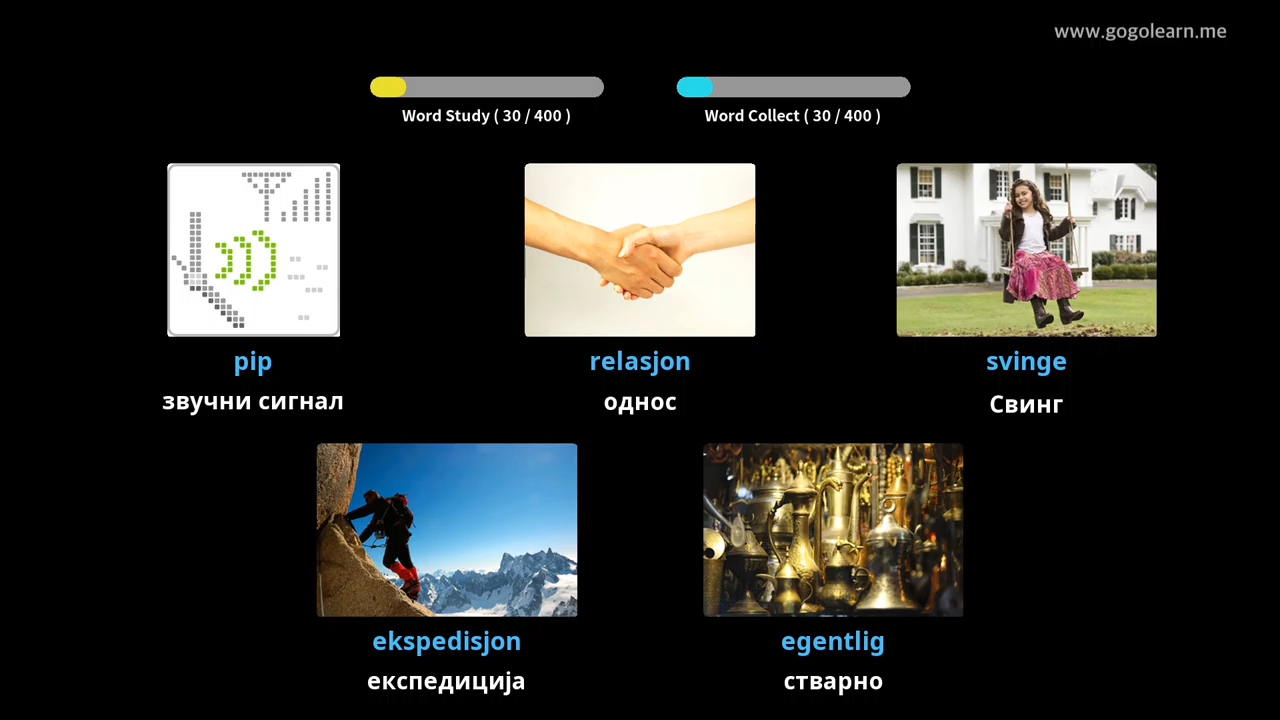 www.gogolearn.me
Word Study ( 30 / 400 )
Word Collect ( 30 / 400 )
pip
звучни сигнал
relasjon
однос
svinge
Свинг
ekspedisjon
експедиција
egentlig
стварно